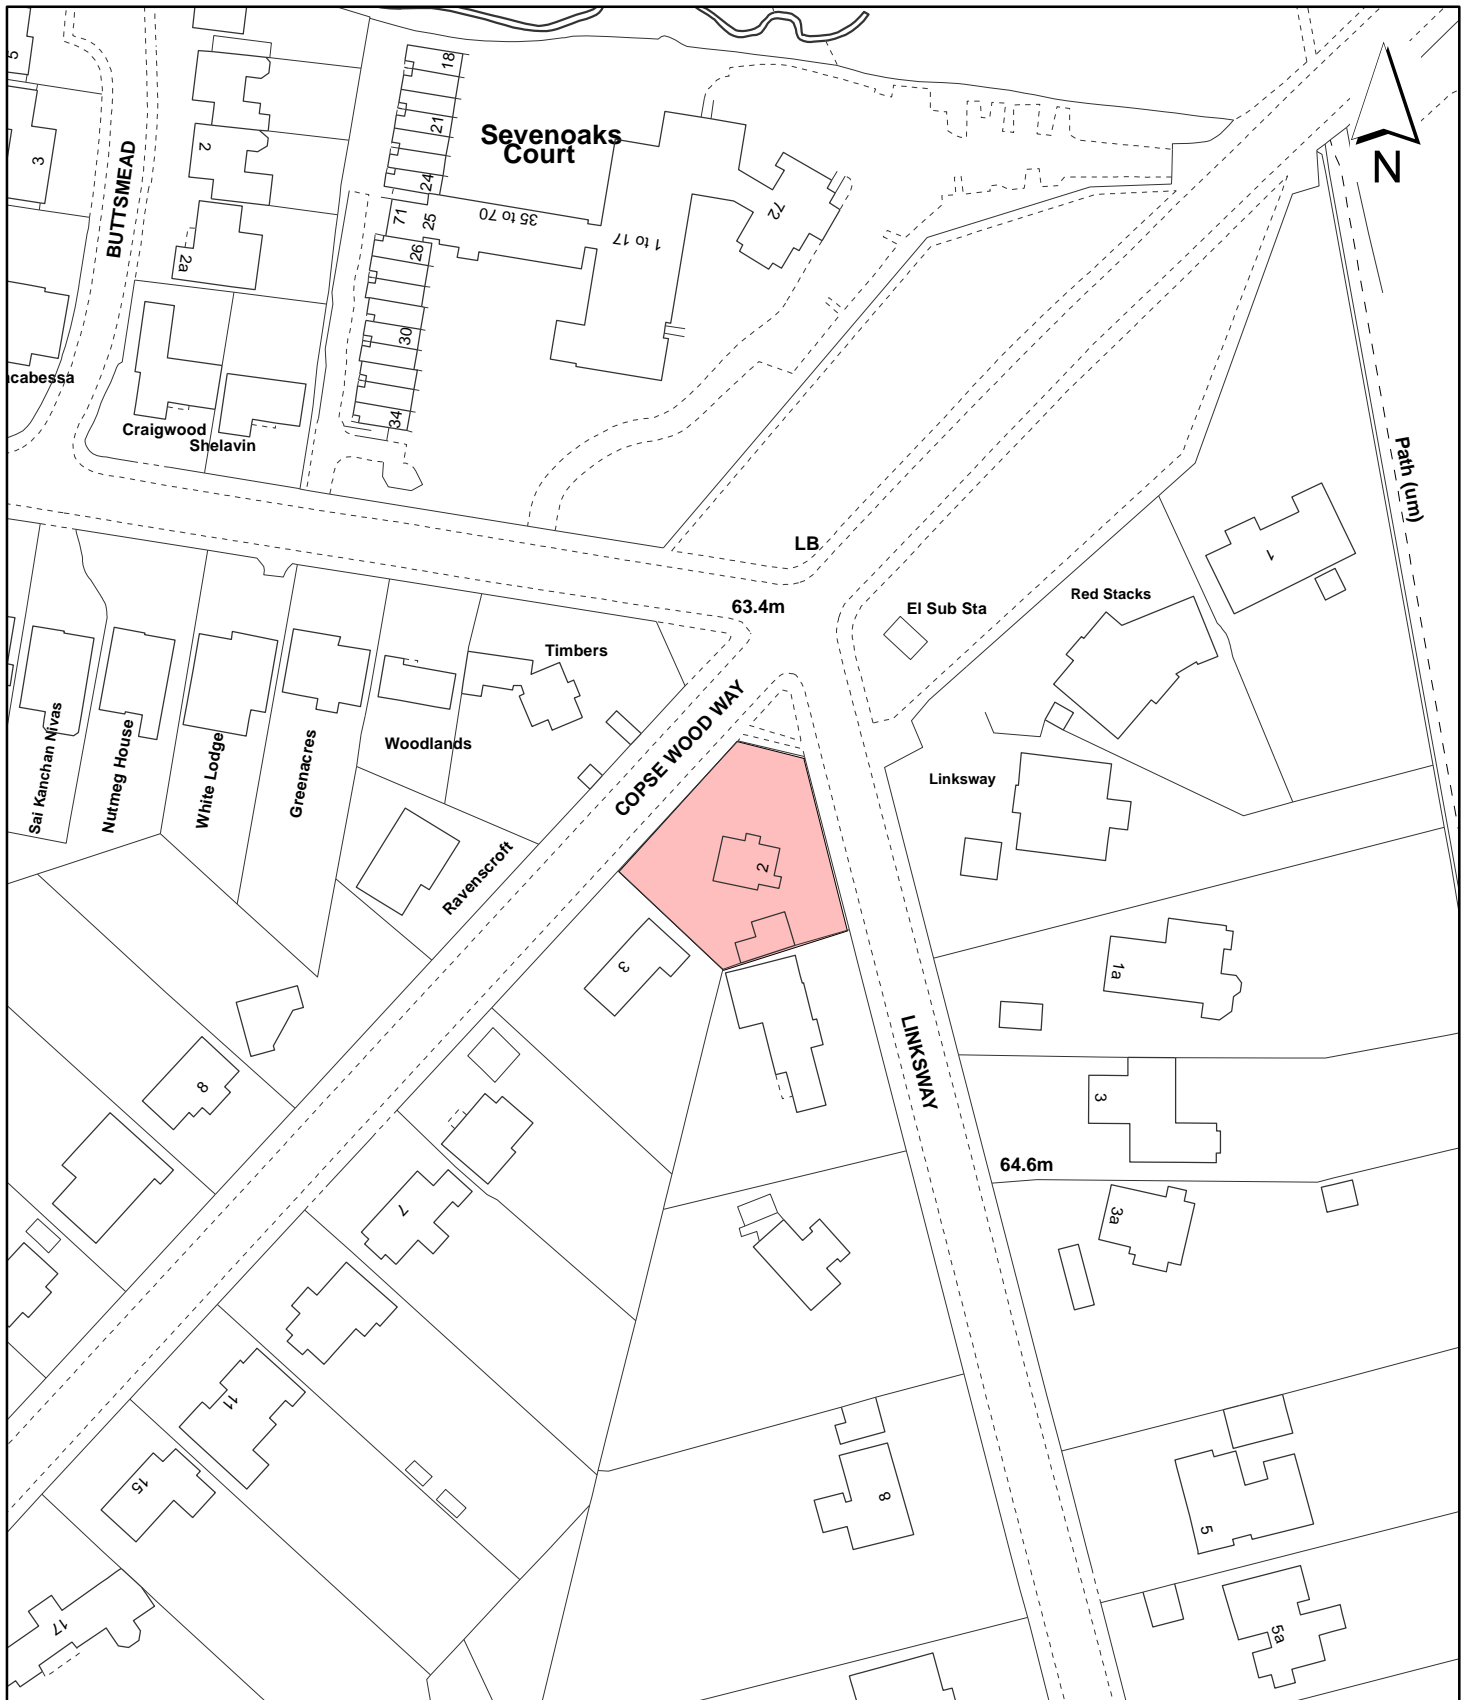 5
18
21
Sevenoaks
Court
N
BUTTSMEAD
3
2
24
35 to 70
71
25
1 to 17
72
2a
26
30
cabessa
34
Craigwood
Shelavin
Path (um)
LB
1
63.4m
El Sub Sta
Red Stacks
Timbers
COPSE WOOD WAY
Sai Kanchan Nivas
Nutmeg House
White Lodge
Greenacres
Woodlands
Linksway
Ravenscroft
2
3
1a
LINKSWAY
8
3
64.6m
7
3a
11
15
8
5
17
5a